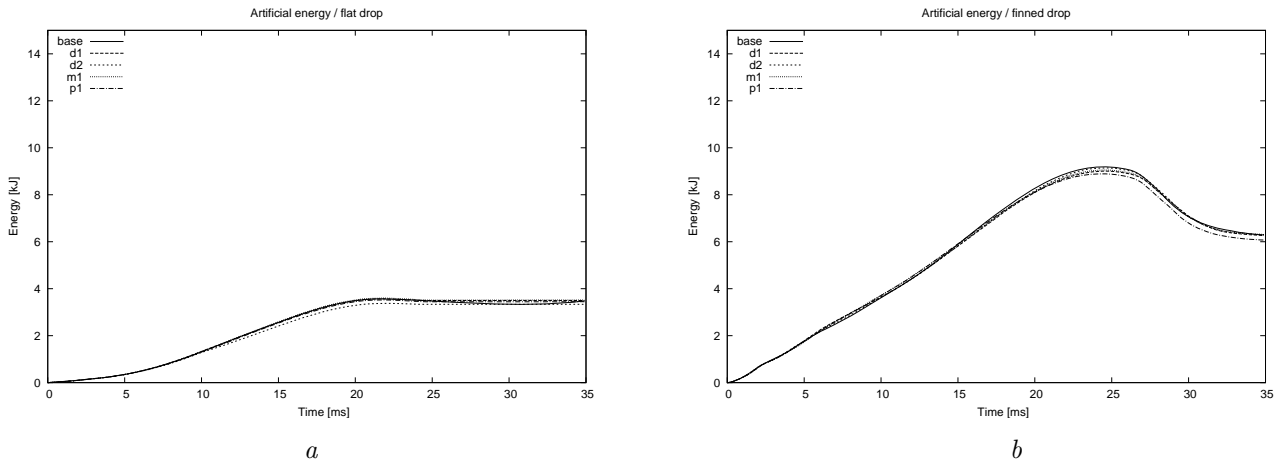 Artificial energy / flat drop
14
12
10
8
6
4
2
0
Energy [kJ]
base
d1
d2
m1
p1
0 5 10 15 20 25 30 35
Time [ms]
a
Artificial energy / finned drop
14
12
10
8
6
4
2
0
Energy [kJ]
base
d1
d2
m1
p1
0 5 10 15 20 25 30 35
Time [ms]
b